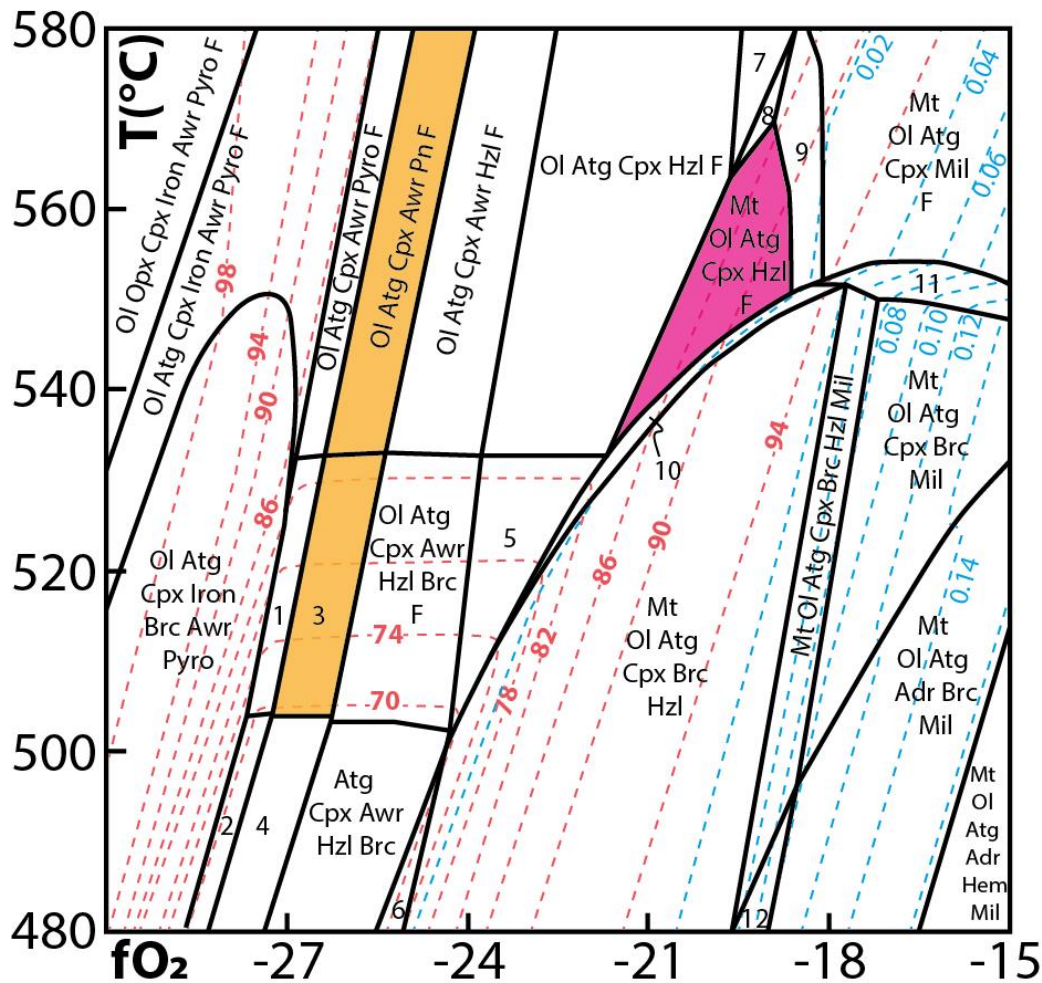 580
560
540
520
500
480
T(°C)
fO₂
-27
-24
-21
-18
-15
Ol Opx Cpx Iron Awr Pyro F
Ol Atg Cpx Iron Awr Pyro F
Ol Atg Cpx Awr Pyro F
Ol Atg Cpx Awr Pn F
Ol Atg Cpx Awr Hzl F
Ol Atg Cpx Hzl F
7
8
9
Mt
Ol Atg
Cpx Hzl
F
Mt
Ol Atg
Cpx Mil
F
11
10
Ol Atg
Cpx Iron
Brc Awr
Pyro
1
3
Ol Atg
Cpx Awr
Hzl Brc
F
5
2
4
Atg
Cpx Awr
Hzl Brc
6
Mt
Ol Atg
Cpx Brc
Hzl
Mt Ol Atg Cpx Brc Hzl Mil
Mt
Ol Atg
Cpx Brc
Mil
Mt
Ol Atg
Adr Brc
Mil
Mt
Ol
Atg
Adr
Hem
Mil
12
98
94
90
86
74
70
78
82
86
90
94
0.02
0.04
0.06
0.08
0.10
0.12
0.14